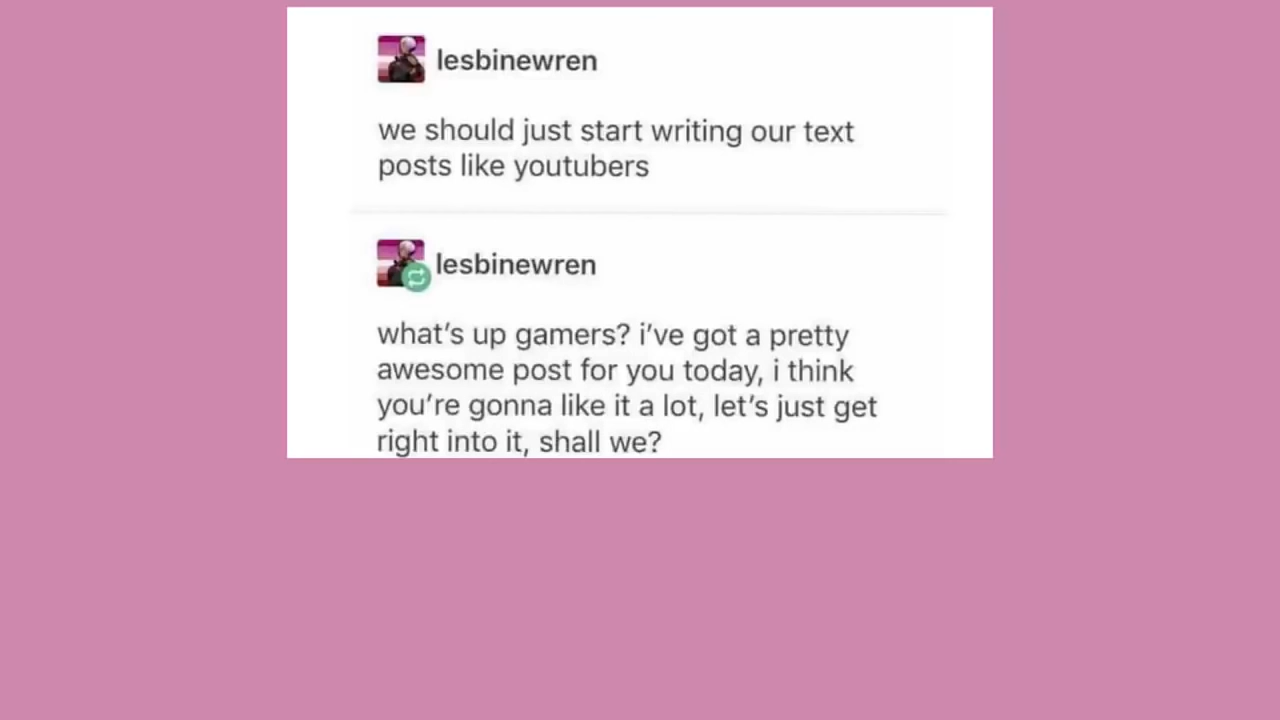 lesbinewren
we should just start writing our text
posts like youtubers
lesbinewren
what's up gamers? i've got a pretty
awesome post for you today, i think
you're gonna like it a lot, let's just get
right into it, shall we?